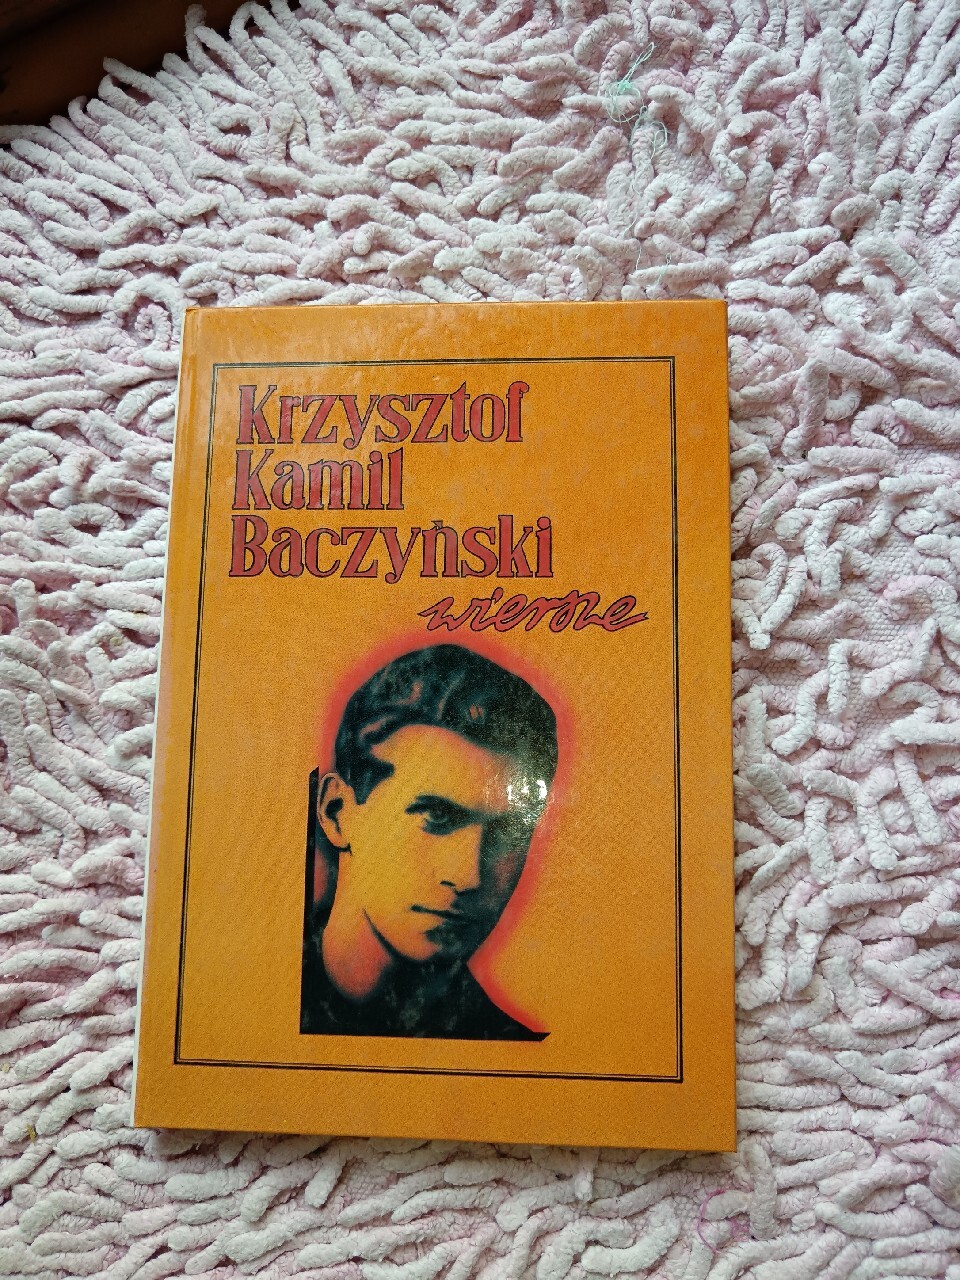 Krzysztof
Kamil
Baczyński
wiersze